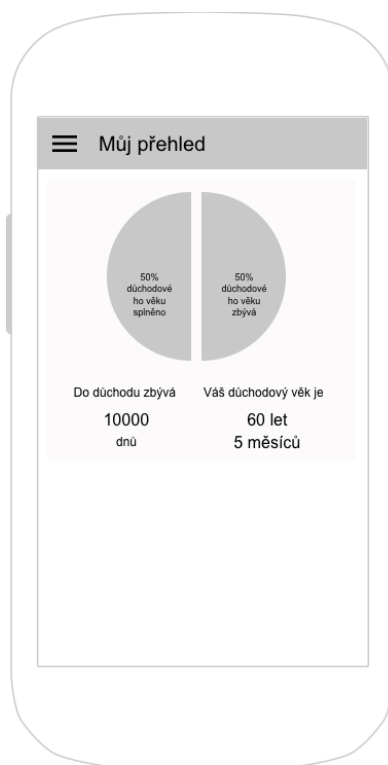 Můj přehled
50%
důchodové
ho věku
splněno
50%
důchodové
ho věku
zbývá
Do důchodu zbývá
10000
dnů
Váš důchodový věk je
60 let
5 měsíců